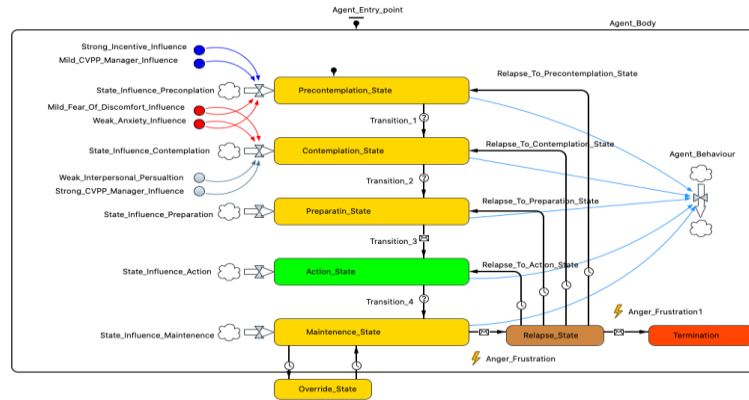 Agent_Entry_point
Agent_Body
Strong_Incentive_Influence
Mild_CVPP_Manager_Influence
State_Influence_Preconplation
Precontemplation_State
Relapse_To_Precontemplation_State
Mild_Fear_Of_Discomfort_Influence
Weak_Anxiety_Influence
Transition_1
State_Influence_Contemplation
Contemplation_State
Relapse_To_Contemplation_State
Agent_Behaviour
Weak_Interpersonal_Persualtion
Strong_CVPP_Manager_Influence
Transition_2
State_Influence_Preparation
Preparatin_State
Relapse_To_Preparation_State
Transition_3
State_Influence_Action
Action_State
Relapse_To_Action_State
Transition_4
Anger_Frustration1
State_Influence_Maintenence
Maintenence_State
Relapse_State
Termination
Anger_Frustration
Override_State